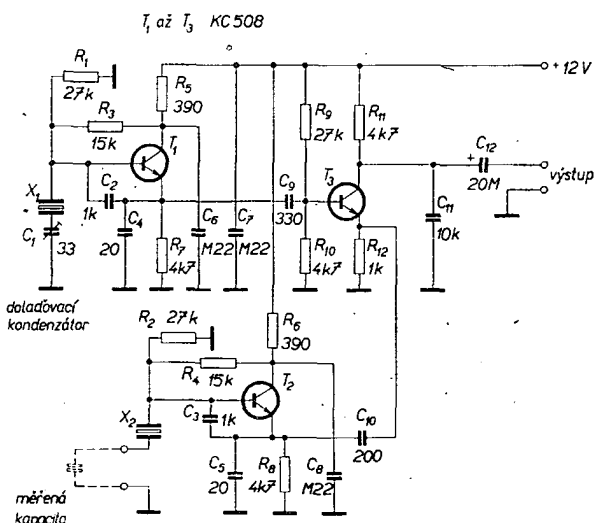 T₁ až T₃ KC 508
R₁
27k
R₃
15k
R₅
390
T₁
R₉
27k
R₁₁
4k7
+12V
C₁₂
+
20M
výstup
X₁
C₁
33
C₂
1k
C₄
20
R₇
4k7
C₆
M22
C₇
M22
C₉
330
T₃
R₁₀
4k7
R₁₂
1k
C₁₁
10k
dolaďovací
kondenzátor
R₂ 27k
R₄ 15k
R₆
390
T₂
X₂
C₃ 1k
C₅
20
R₈
4k7
C₈
M22
C₁₀
200
měřená
kapacita